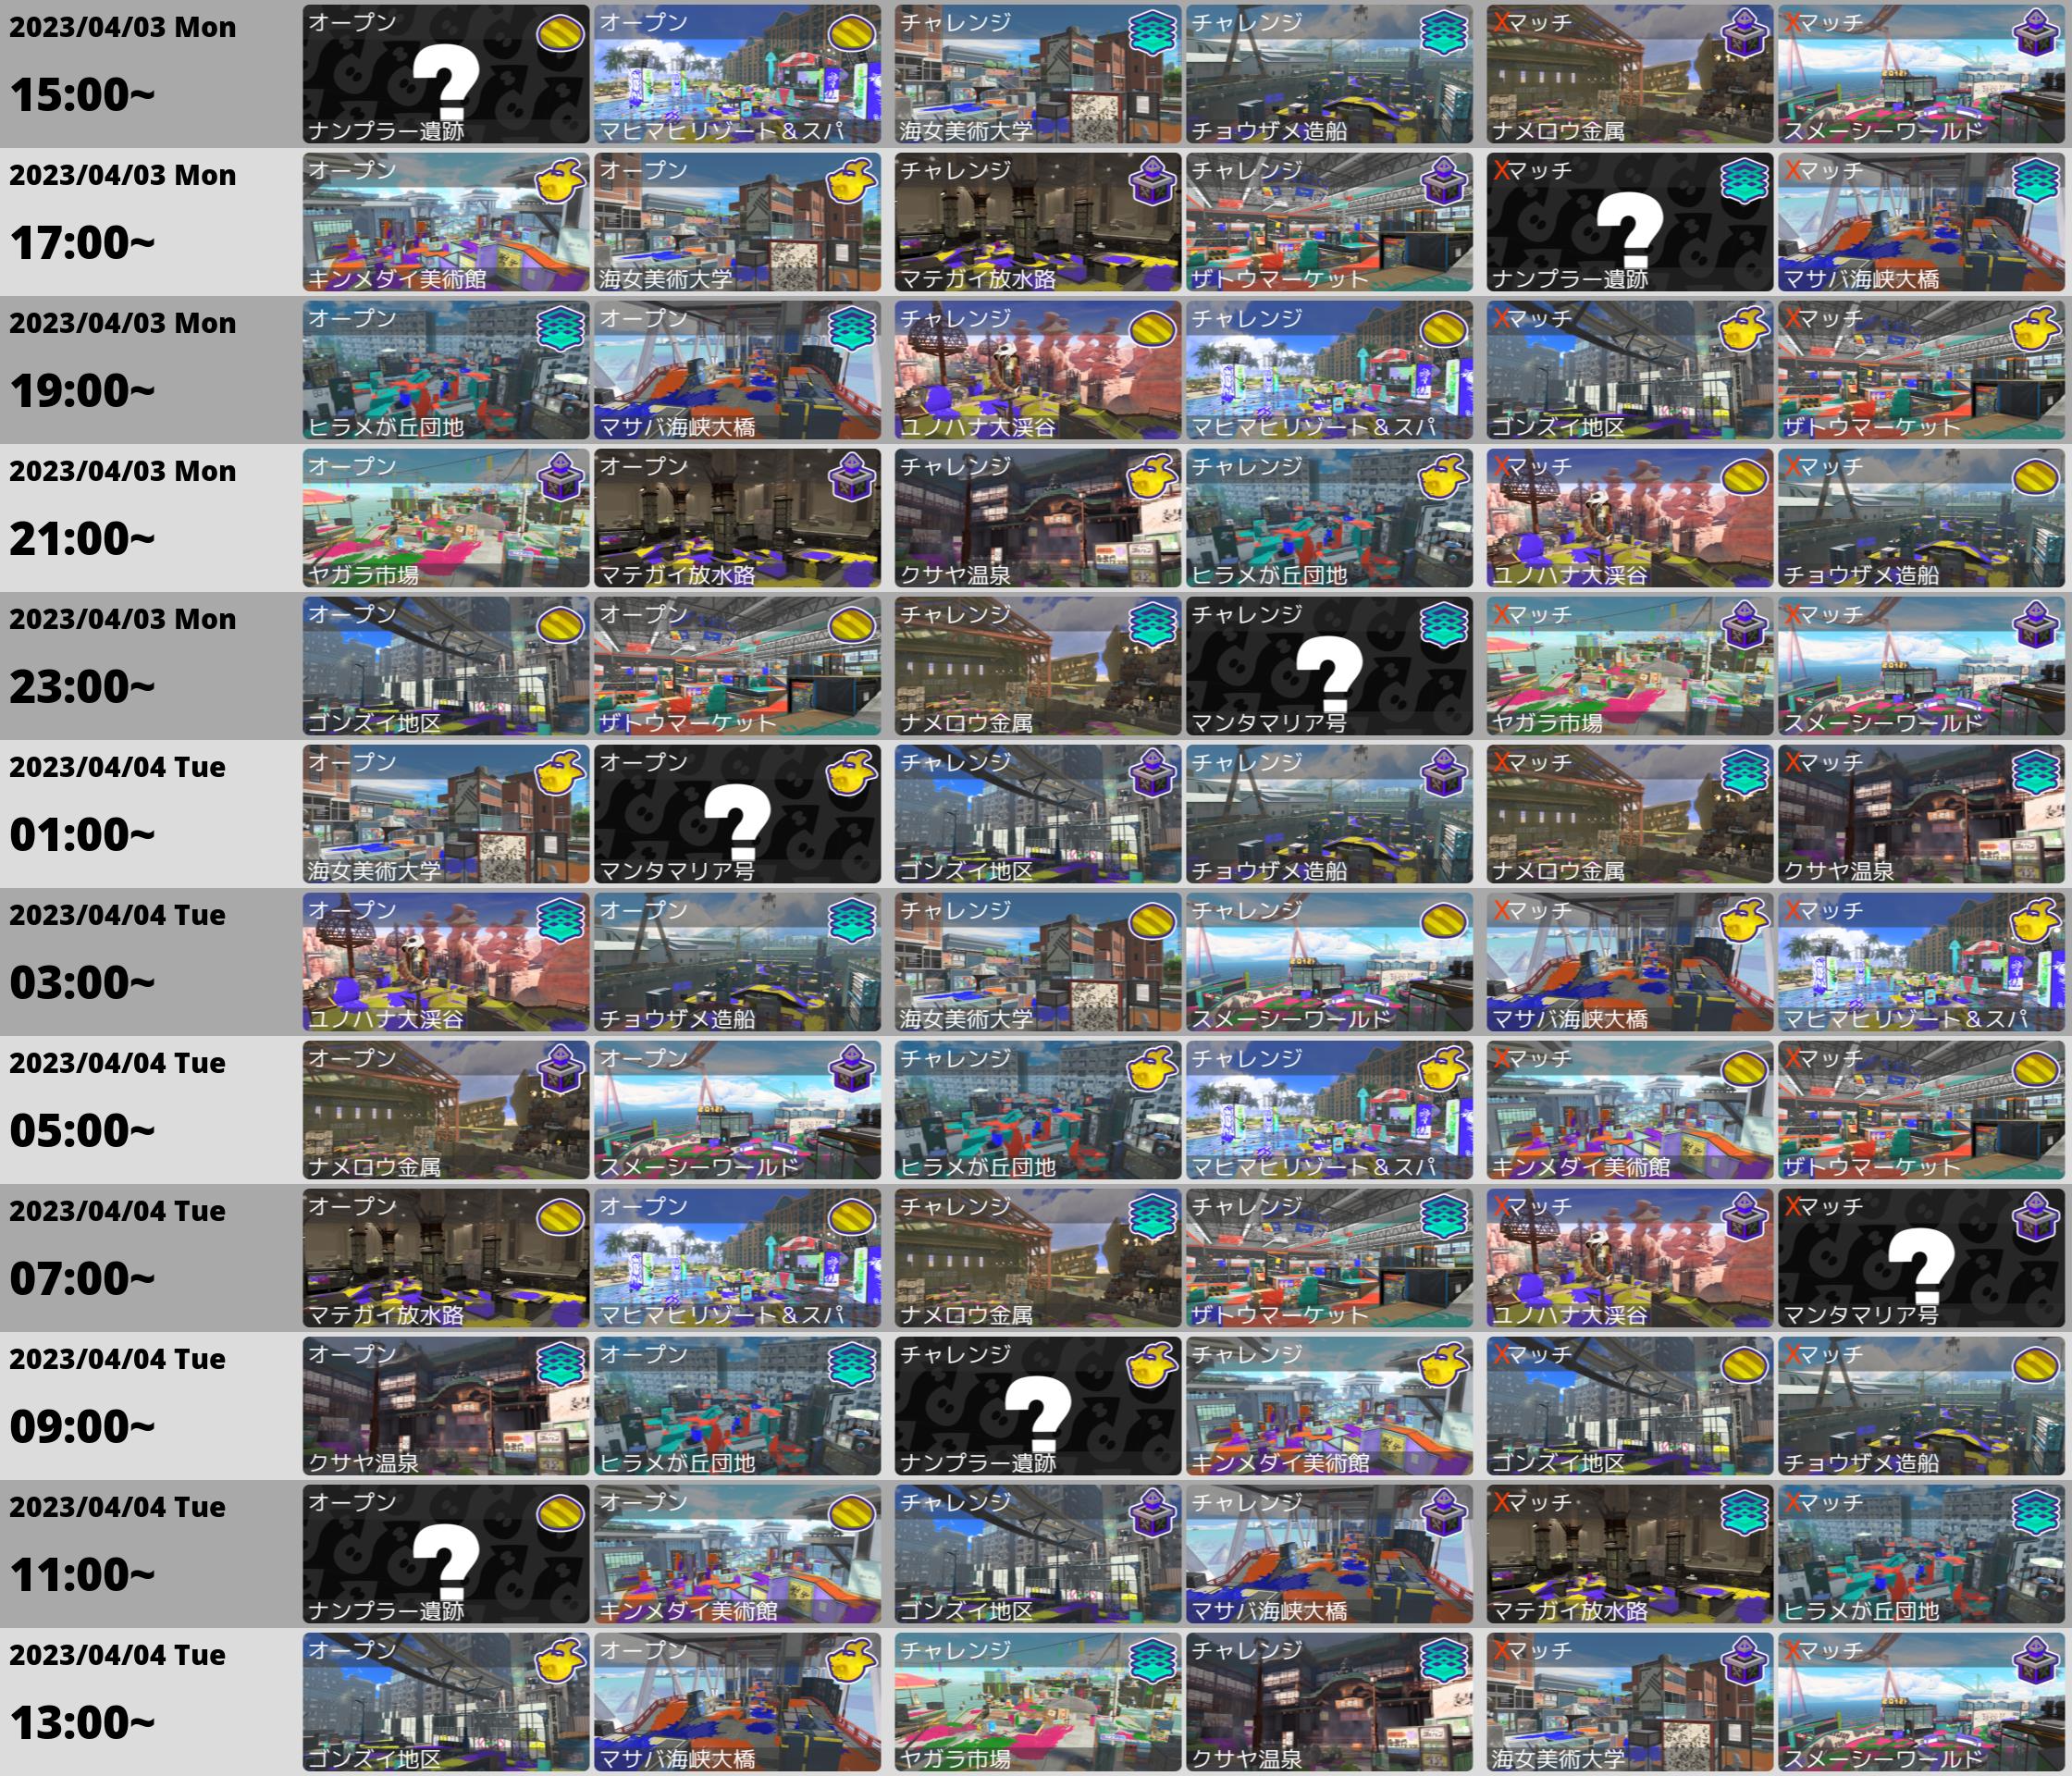 2023/04/03 Mon
15:00~
オープン オープン チャレンジ チャレンジ Xマッチ Xマッチ
ナンプラー遺跡 マヒマヒリゾート＆スパ 海女美術大学 チョウザメ造船 ナメロウ金属 スメーシーワールド
2023/04/03 Mon
17:00~
オープン オープン チャレンジ チャレンジ Xマッチ Xマッチ
キンメダイ美術館 海女美術大学 マテガイ放水路 ザトウマーケット ナンプラー遺跡 マサバ海峡大橋
2023/04/03 Mon
19:00~
オープン オープン チャレンジ チャレンジ Xマッチ Xマッチ
ヒラメが丘団地 マサバ海峡大橋 ユノハナ大渓谷 マヒマヒリゾート＆スパ ゴンズイ地区 ザトウマーケット
2023/04/03 Mon
21:00~
オープン オープン チャレンジ チャレンジ Xマッチ Xマッチ
ヤガラ市場 マテガイ放水路 クサヤ温泉 ヒラメが丘団地 ユノハナ大渓谷 チョウザメ造船
2023/04/03 Mon
23:00~
オープン オープン チャレンジ チャレンジ Xマッチ Xマッチ
ゴンズイ地区 ザトウマーケット ナメロウ金属 マンタマリア号 ヤガラ市場 スメーシーワールド
2023/04/04 Tue
01:00~
オープン オープン チャレンジ チャレンジ Xマッチ Xマッチ
海女美術大学 マンタマリア号 ゴンズイ地区 チョウザメ造船 ナメロウ金属 クサヤ温泉
2023/04/04 Tue
03:00~
オープン オープン チャレンジ チャレンジ Xマッチ Xマッチ
ユノハナ大渓谷 チョウザメ造船 海女美術大学 スメーシーワールド マサバ海峡大橋 マヒマヒリゾート＆スパ
2023/04/04 Tue
05:00~
オープン オープン チャレンジ チャレンジ Xマッチ Xマッチ
ナメロウ金属 スメーシーワールド ヒラメが丘団地 マヒマヒリゾート＆スパ キンメダイ美術館 ザトウマーケット
2023/04/04 Tue
07:00~
オープン オープン チャレンジ チャレンジ Xマッチ Xマッチ
マテガイ放水路 マヒマヒリゾート＆スパ ナメロウ金属 ザトウマーケット ユノハナ大渓谷 マンタマリア号
2023/04/04 Tue
09:00~
オープン オープン チャレンジ チャレンジ Xマッチ Xマッチ
クサヤ温泉 ヒラメが丘団地 ナンプラー遺跡 キンメダイ美術館 ゴンズイ地区 チョウザメ造船
2023/04/04 Tue
11:00~
オープン オープン チャレンジ チャレンジ Xマッチ Xマッチ
ナンプラー遺跡 キンメダイ美術館 ゴンズイ地区 マサバ海峡大橋 マテガイ放水路 ヒラメが丘団地
2023/04/04 Tue
13:00~
オープン オープン チャレンジ チャレンジ Xマッチ Xマッチ
ゴンズイ地区 マサバ海峡大橋 ヤガラ市場 クサヤ温泉 海女美術大学 スメーシーワールド